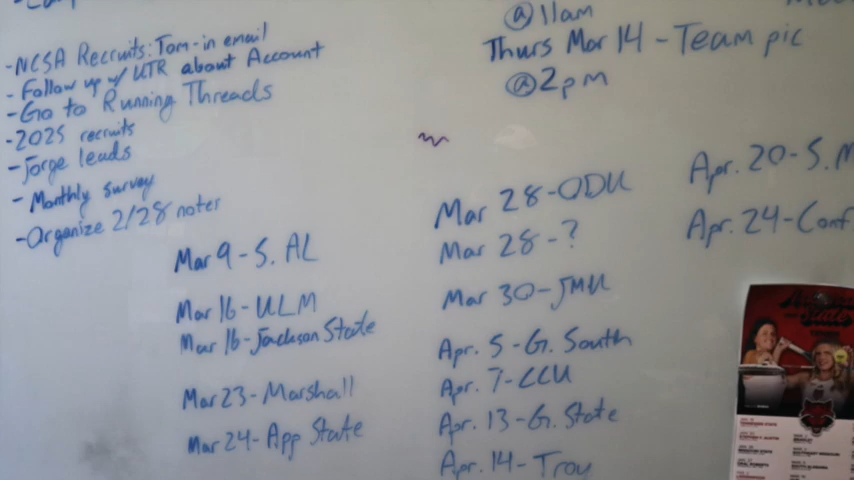 @ 11am
Thurs Mar 14 - Team pic
@ 2pm
- NCSA Recruits: Tom - in email
- Follow up w/ UTR about Account
- Go to Running Threads
- 2025 recruits
- Jorge leads
- Monthly survey
- Organize 2/28 notes
Mar 9 - S. AL
Mar 16 - ULM
Mar 16 - Jackson State
Mar 23 - Marshall
Mar 24 - App State
Mar 28 - ODU
Mar 28 - ?
Mar 30 - JMU
Apr. 5 - G. South
Apr. 7 - CCU
Apr. 13 - G. State
Apr. 14 - Troy
Apr. 20 - S. M
Apr. 24 - Conf
State